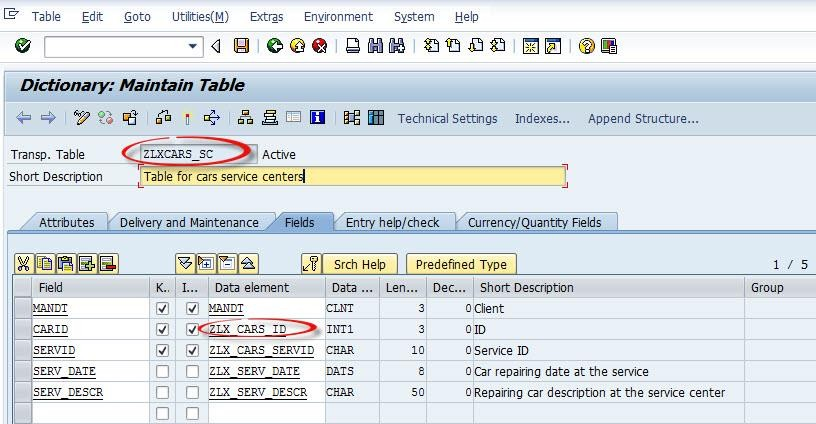 Table Edit Goto Utilities(M) Extras Environment System Help
Dictionary: Maintain Table
Technical Settings Indexes... Append Structure...
Transp. Table ZLXCARS_SC Active
Short Description Table for cars service centers
Attributes Delivery and Maintenance Fields Entry help/check Currency/Quantity Fields
Srch Help Predefined Type 1 / 5
Field K.. I... Data element Data ... Len... Dec... Short Description Group
MANDT MANDT CLNT 3 0 Client
CARID ZLX_CARS_ID INT1 3 0 ID
SERVID ZLX_CARS_SERVID CHAR 10 0 Service ID
SERV_DATE ZLX_SERV_DATE DATS 8 0 Car repairing date at the service
SERV_DESCR ZLX_SERV_DESCR CHAR 50 0 Repairing car description at the service center